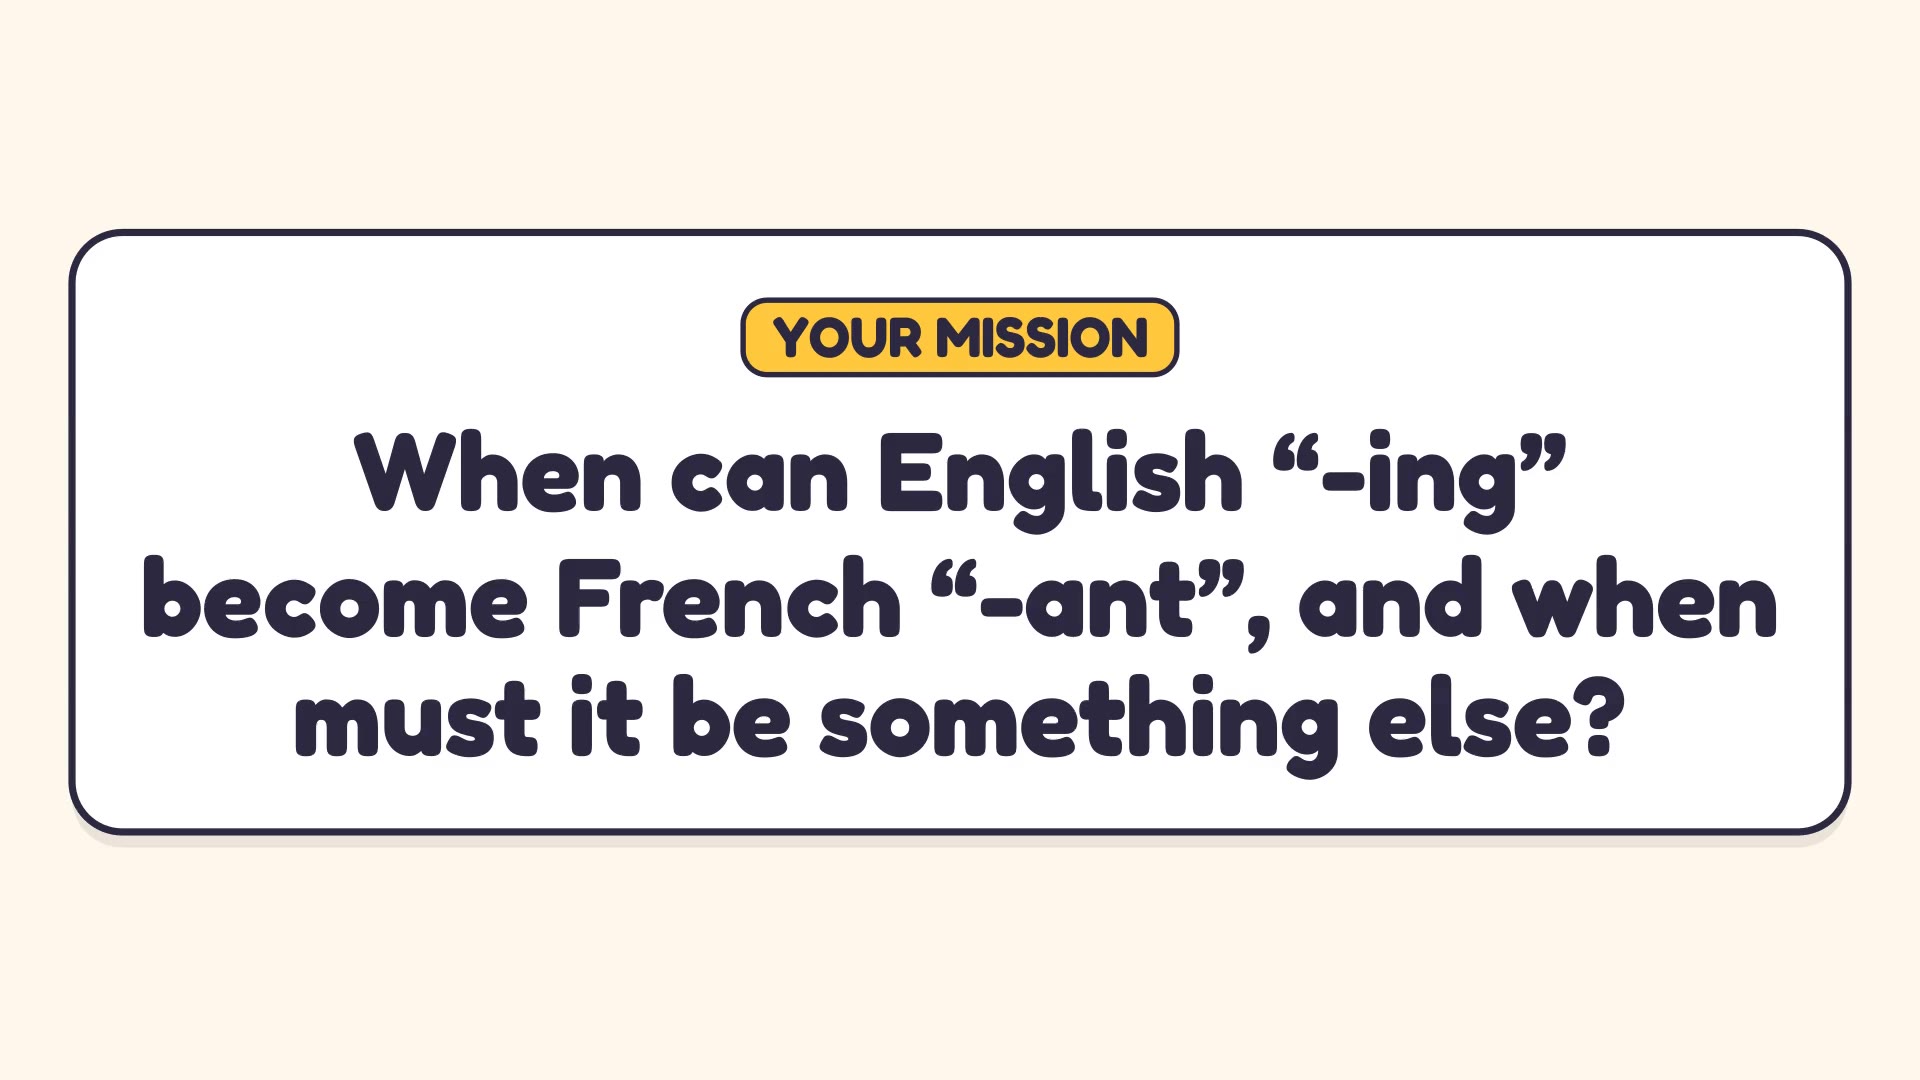 YOUR MISSION
When can English “-ing”
become French “-ant”, and when
must it be something else?